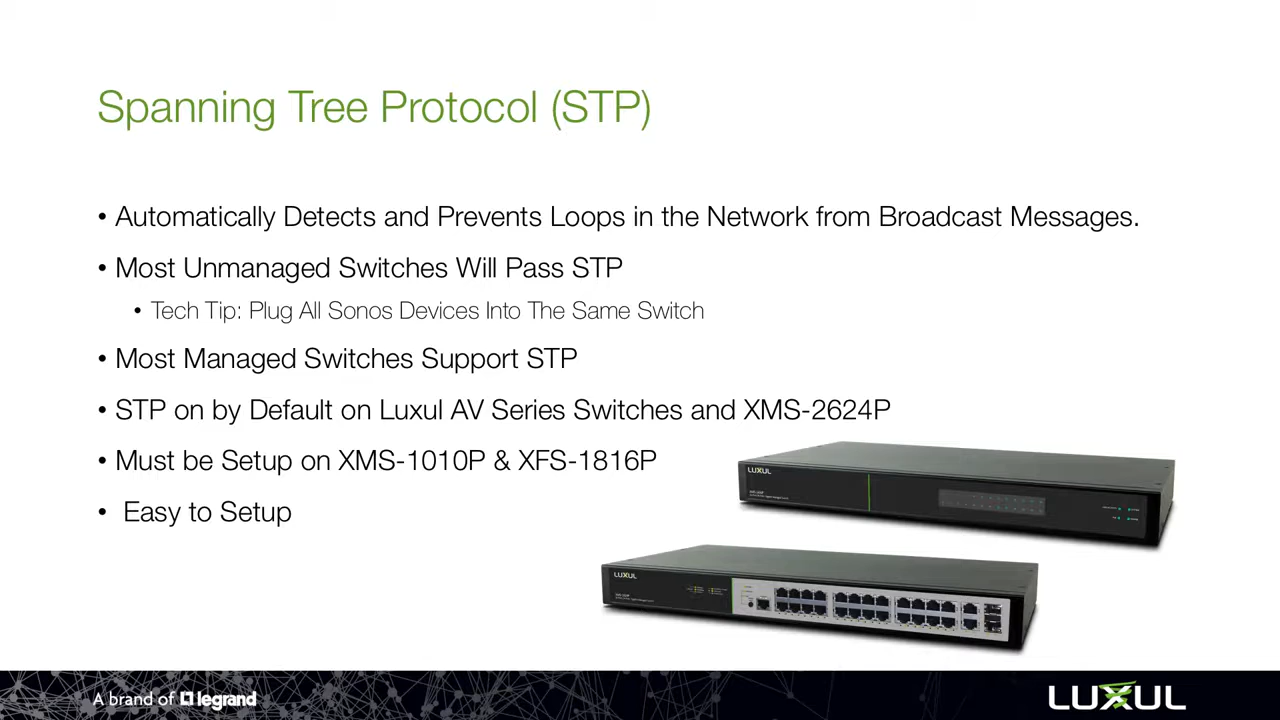 Spanning Tree Protocol (STP)
• Automatically Detects and Prevents Loops in the Network from Broadcast Messages.
• Most Unmanaged Switches Will Pass STP
• Tech Tip: Plug All Sonos Devices Into The Same Switch
• Most Managed Switches Support STP
• STP on by Default on Luxul AV Series Switches and XMS-2624P
• Must be Setup on XMS-1010P & XFS-1816P
• Easy to Setup
LUXUL
LUXUL
A brand of legrand
LUXUL